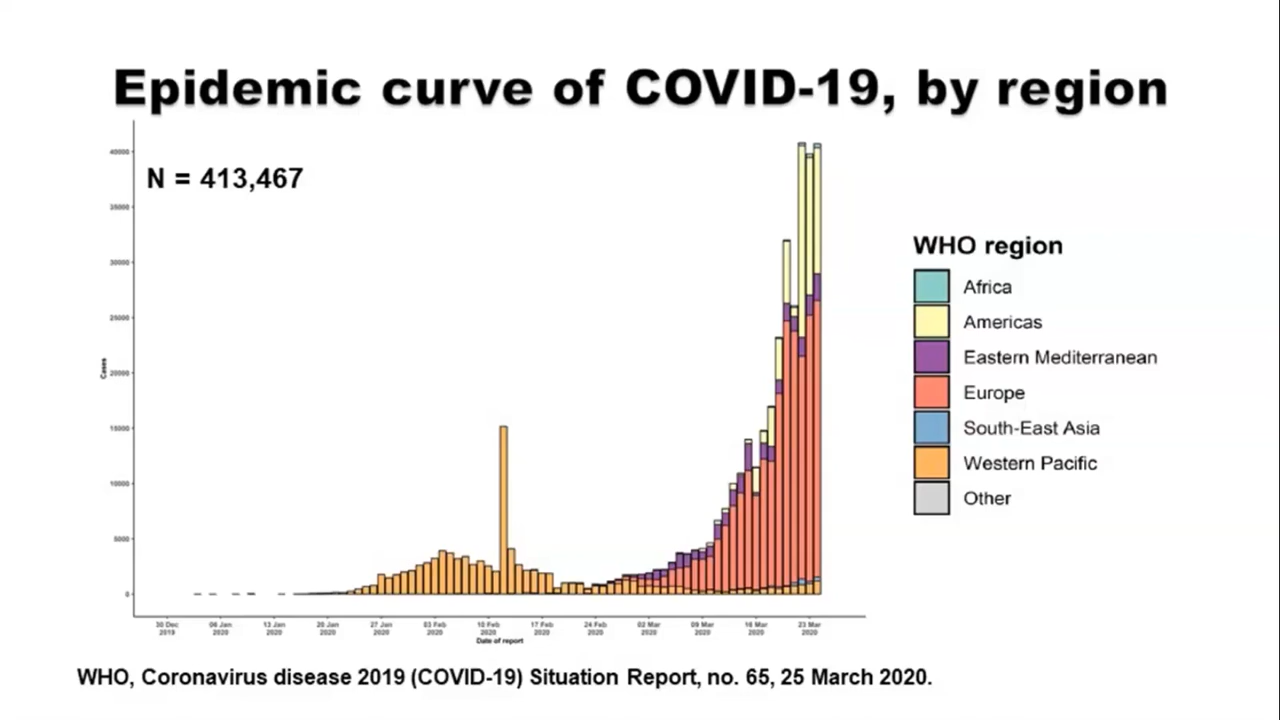 Epidemic curve of COVID-19, by region
N = 413,467
40000
35000
30000
25000
20000
15000
10000
5000
0
Cases
30 Dec 2019
06 Jan 2020
13 Jan 2020
20 Jan 2020
27 Jan 2020
03 Feb 2020
10 Feb 2020
17 Feb 2020
24 Feb 2020
02 Mar 2020
09 Mar 2020
16 Mar 2020
23 Mar 2020
Date of report
WHO region
Africa
Americas
Eastern Mediterranean
Europe
South-East Asia
Western Pacific
Other
WHO, Coronavirus disease 2019 (COVID-19) Situation Report, no. 65, 25 March 2020.